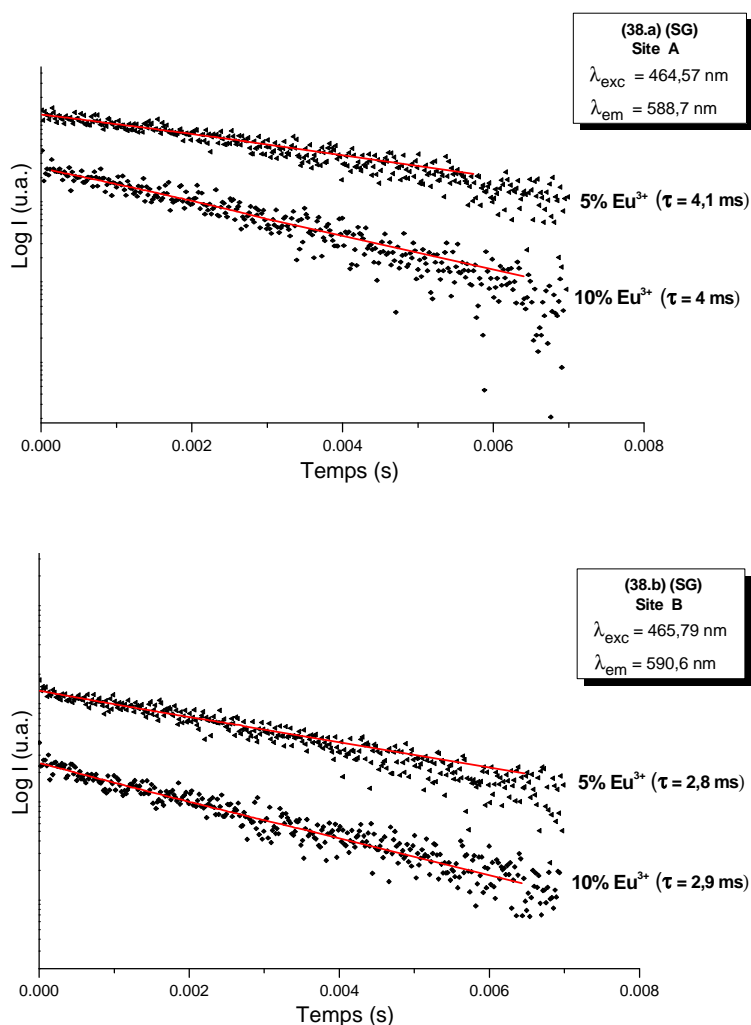 (38.a) (SG)
Site A
λexc = 464,57 nm
λem = 588,7 nm
Log I (u.a.)
5% Eu³⁺ (τ = 4,1 ms)
10% Eu³⁺ (τ = 4 ms)
0.000 0.002 0.004 0.006 0.008
Temps (s)
(38.b) (SG)
Site B
λexc = 465,79 nm
λem = 590,6 nm
Log I (u.a.)
5% Eu³⁺ (τ = 2,8 ms)
10% Eu³⁺ (τ = 2,9 ms)
0.000 0.002 0.004 0.006 0.008
Temps (s)